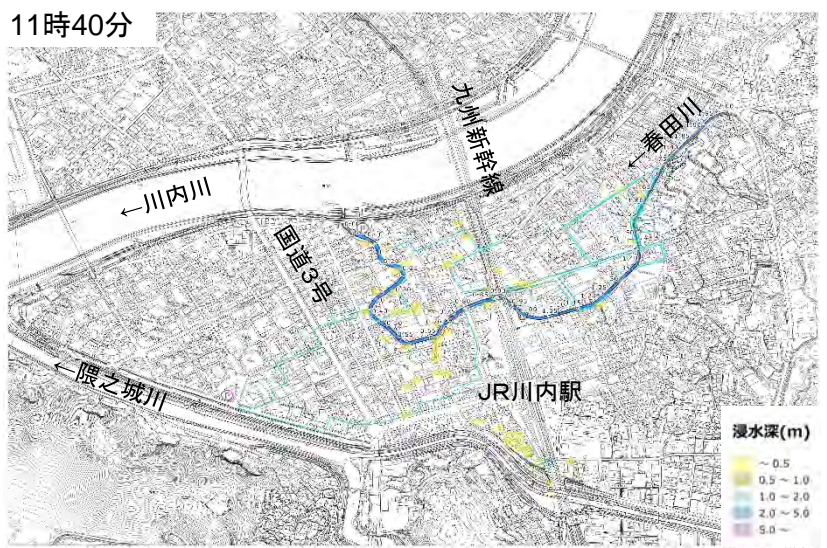 11時40分
九州新幹線
←春田川
←川内川
国道3号
←隈之城川
JR川内駅
浸水深(m)
～0.5
0.5～1.0
1.0～2.0
2.0～5.0
5.0～